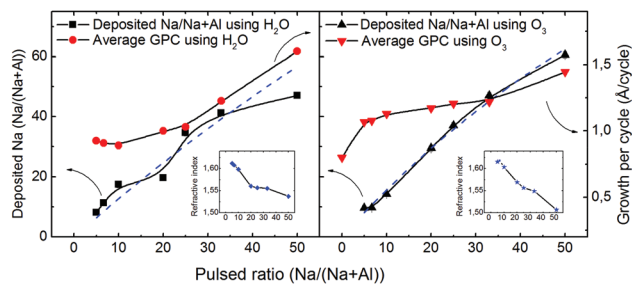 Deposited Na/Na+Al using H₂O
Average GPC using H₂O
Deposited Na/Na+Al using O₃
Average GPC using O₃
Deposited Na (Na/(Na+Al))
60
40
20
0
Refractive index
1,60
1,55
1,50
0 10 20 30 40 50
Refractive index
1,60
1,55
1,50
0 10 20 30 40 50
1,5
1,0
0,5
Growth per cycle (Å/cycle)
0 10 20 30 40 50
0 10 20 30 40 50
Pulsed ratio (Na/(Na+Al))